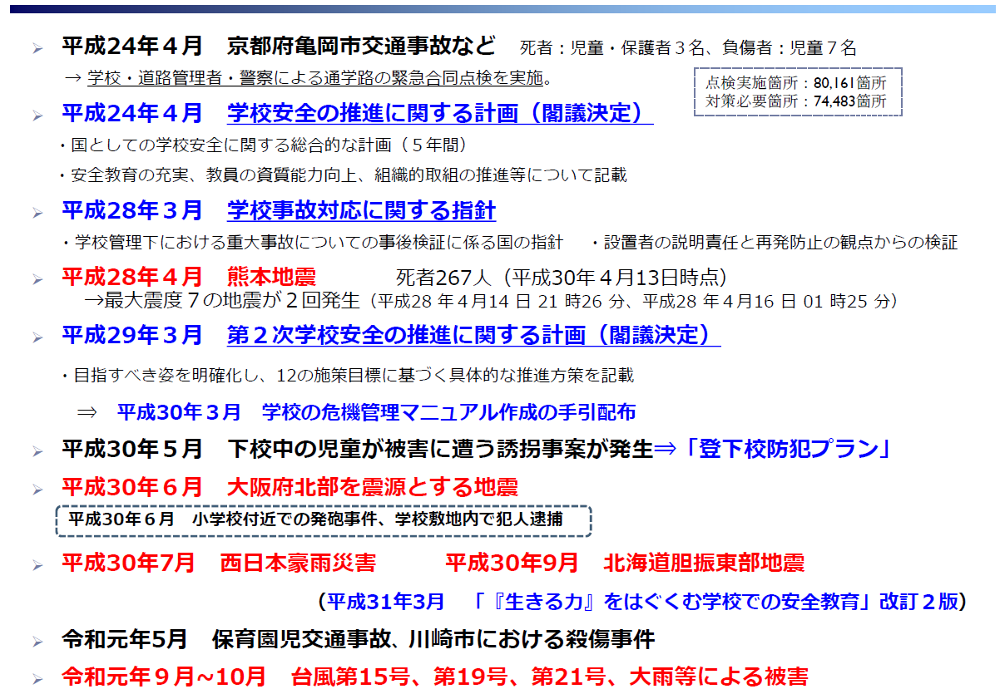 平成24年４月　京都府亀岡市交通事故など　死者：児童・保護者３名、負傷者：児童７名
→ 学校・道路管理者・警察による通学路の緊急合同点検を実施。
点検実施箇所：80,161箇所
対策必要箇所：74,483箇所
平成24年４月　学校安全の推進に関する計画（閣議決定）
・国としての学校安全に関する総合的な計画（５年間）
・安全教育の充実、教員の資質能力向上、組織的取組の推進等について記載
平成28年３月　学校事故対応に関する指針
・学校管理下における重大事故についての事後検証に係る国の指針　・設置者の説明責任と再発防止の観点からの検証
平成28年４月　熊本地震　死者267人（平成30年４月13日時点）
→最大震度７の地震が２回発生（平成28 年４月14 日 21 時26 分、平成28 年４月16 日 01 時25 分）
平成29年３月　第２次学校安全の推進に関する計画（閣議決定）
・目指すべき姿を明確化し、12の施策目標に基づく具体的な推進方策を記載
⇒　平成30年３月　学校の危機管理マニュアル作成の手引配布
平成30年５月　下校中の児童が被害に遭う誘拐事案が発生⇒「登下校防犯プラン」
平成30年６月　大阪府北部を震源とする地震
平成30年６月　小学校付近での発砲事件、学校敷地内で犯人逮捕
平成30年7月　西日本豪雨災害　平成30年9月　北海道胆振東部地震
（平成31年3月　「『生きる力』をはぐくむ学校での安全教育」改訂２版）
令和元年5月　保育園児交通事故、川崎市における殺傷事件
令和元年９月~10月　台風第15号、第19号、第21号、大雨等による被害